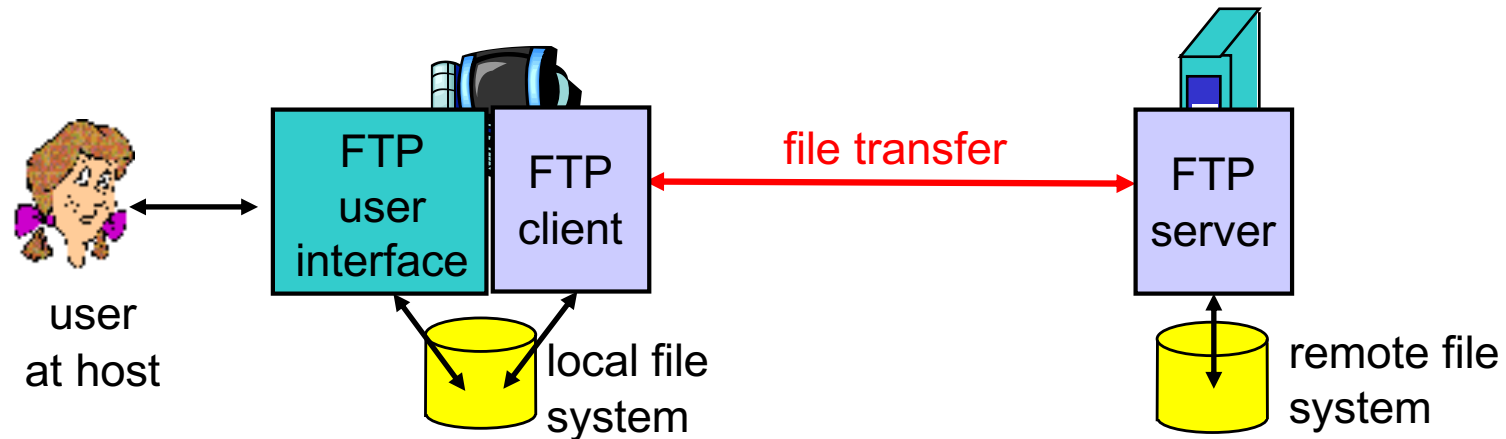 user
at host
FTP
user
interface
FTP
client
local file
system
file transfer
FTP
server
remote file
system